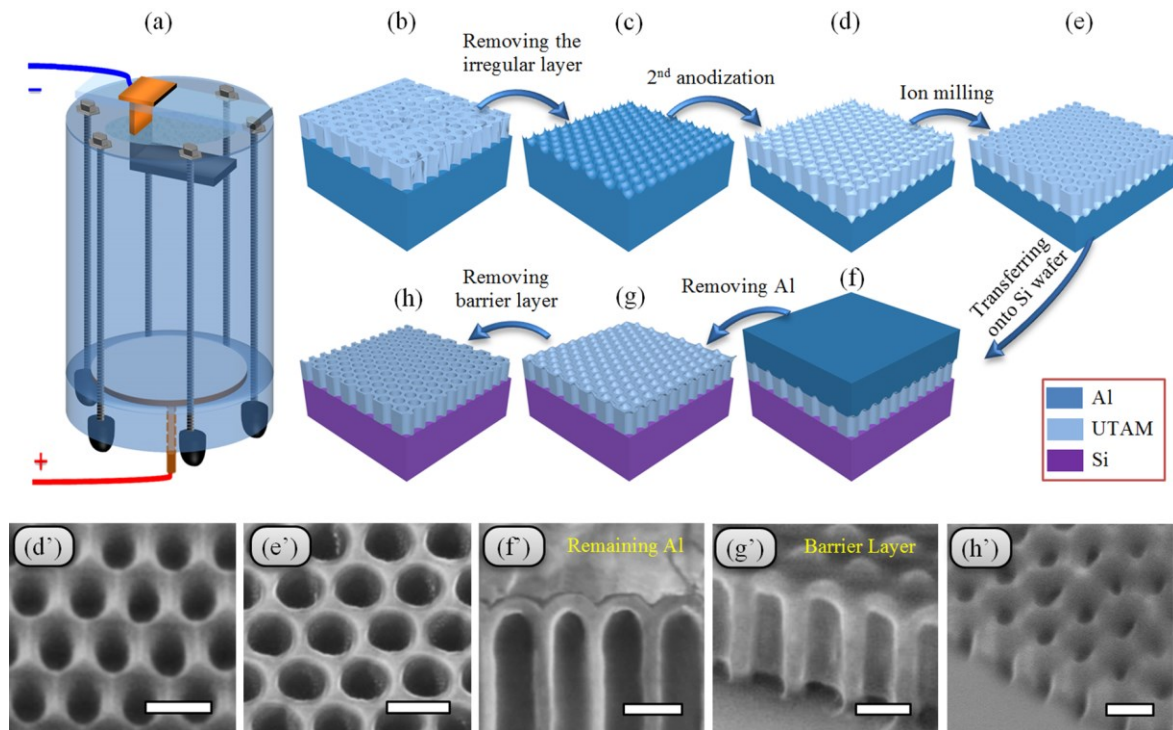 (a)
(b)
(c)
(d)
(e)
Removing the
irregular layer
2nd anodization
Ion milling
−
Transferring
onto Si wafer
(f)
Removing Al
(g)
Removing
barrier layer
(h)
Al
UTAM
Si
+
(d’)
(e’)
(f’)
Remaining Al
(g’)
Barrier Layer
(h’)